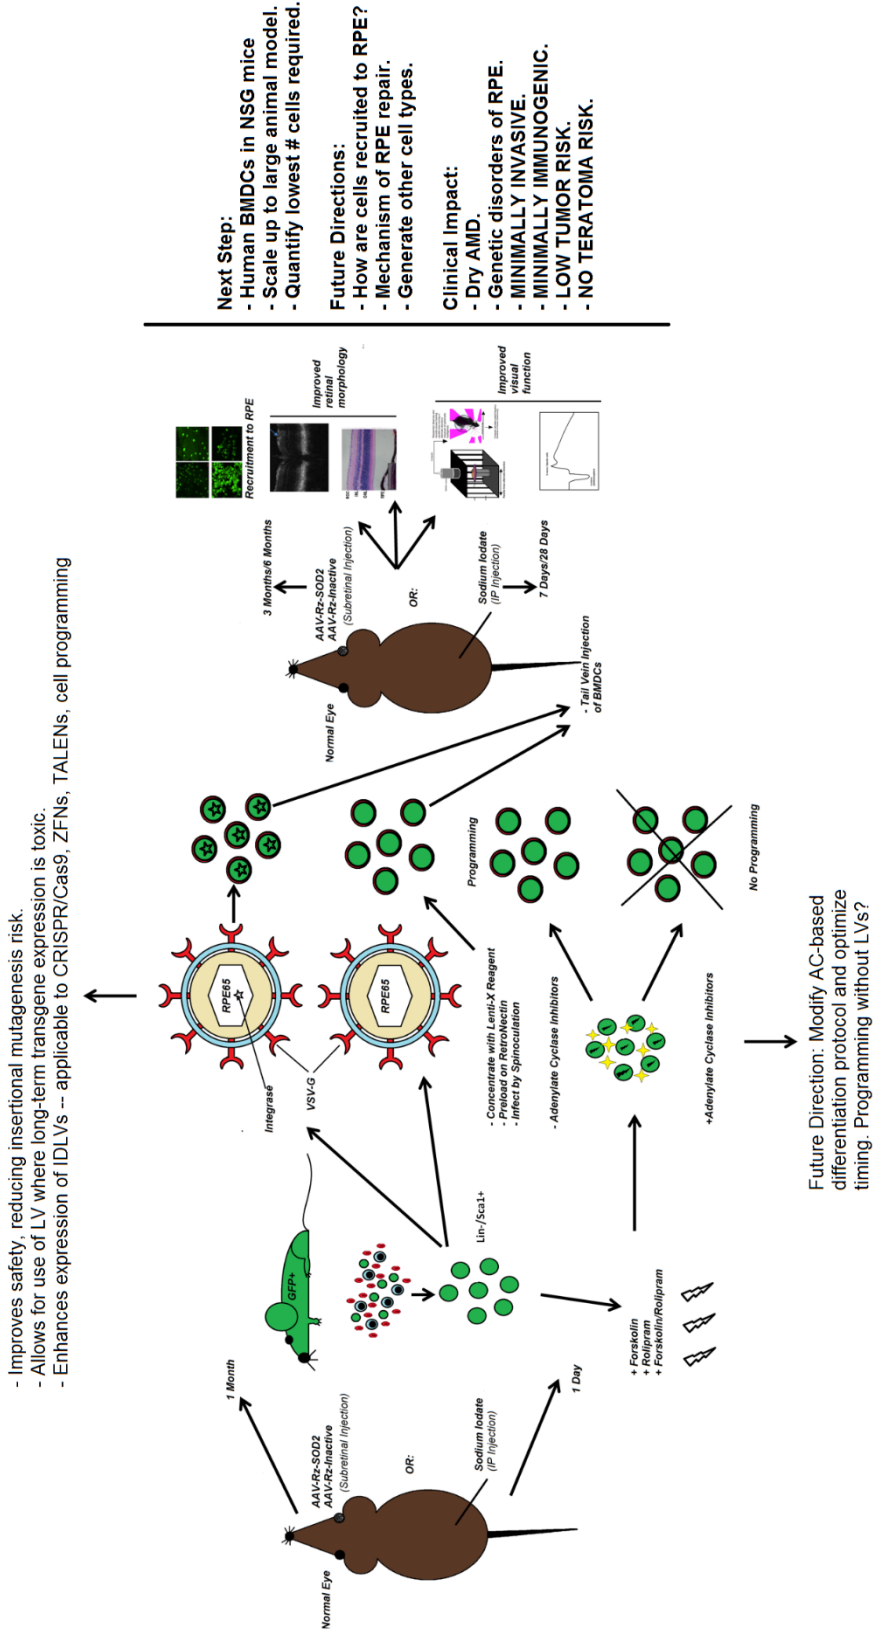 - Improves safety, reducing insertional mutagenesis risk.
- Allows for use of LV where long-term transgene expression is toxic.
- Enhances expression of IDLVs -- applicable to CRISPR/Cas9, ZFNs, TALENs, cell programming
Normal Eye
AAV-Rz-SOD2
AAV-Rz-Inactive
(Subretinal Injection)
OR:
Sodium Iodate
(IP Injection)
1 Month
1 Day
GFP+
Lin-/Sca1+
+ Forskolin
+ Rolipram
+ Forskolin/Rolipram
Integrase
VSV-G
RPE65
RPE65
- Concentrate with Lenti-X Reagent
- Preload on RetroNectin
- Infect by Spinoculation
- Adenylate Cyclase Inhibitors
+Adenylate Cyclase Inhibitors
Programming
No Programming
Future Direction: Modify AC-based
differentiation protocol and optimize
timing. Programming without LVs?
- Tail Vein Injection
of BMDCs
Normal Eye
AAV-Rz-SOD2
AAV-Rz-Inactive
(Subretinal Injection)
OR:
Sodium Iodate
(IP Injection)
3 Months/6 Months
7 Days/28 Days
Recruitment to RPE
Improved
retinal
morphology
Improved
visual
function
Next Step:
- Human BMDCs in NSG mice
- Scale up to large animal model.
- Quantify lowest # cells required.
Future Directions:
- How are cells recruited to RPE?
- Mechanism of RPE repair.
- Generate other cell types.
Clinical Impact:
- Dry AMD.
- Genetic disorders of RPE.
- MINIMALLY INVASIVE.
- MINIMALLY IMMUNOGENIC.
- LOW TUMOR RISK.
- NO TERATOMA RISK.